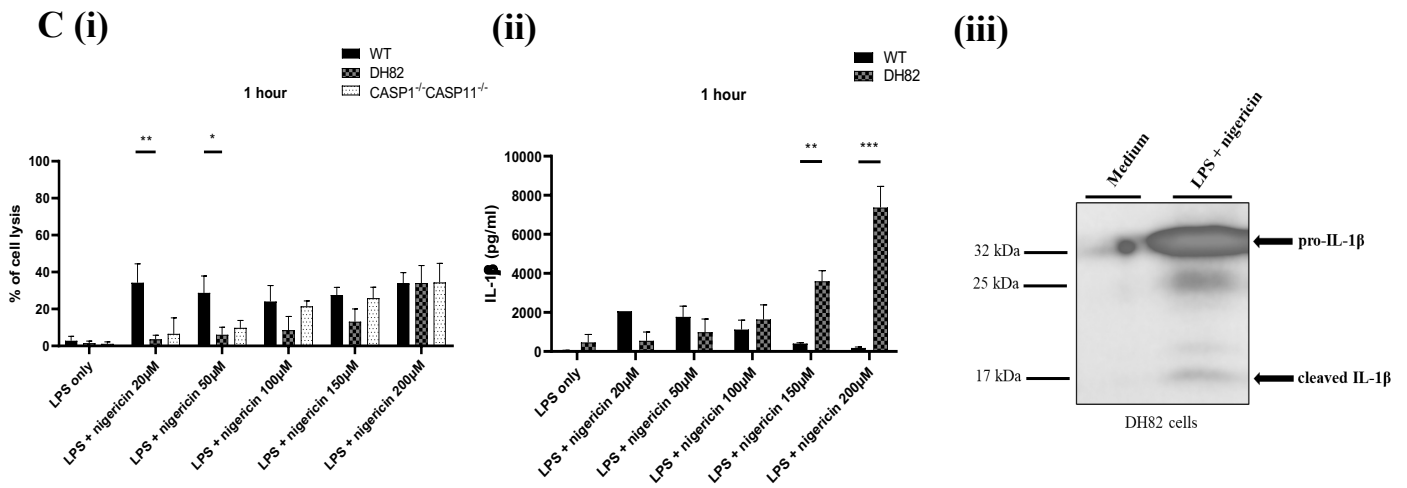 C (i)
WT
DH82
CASP1⁻/⁻CASP11⁻/⁻
1 hour
** *
% of cell lysis
100
80
60
40
20
0
LPS only
LPS + nigericin 20µM
LPS + nigericin 50µM
LPS + nigericin 100µM
LPS + nigericin 150µM
LPS + nigericin 200µM
(ii)
WT
DH82
1 hour
** ***
IL-1β (pg/ml)
10000
8000
6000
4000
2000
0
LPS only
LPS + nigericin 20µM
LPS + nigericin 50µM
LPS + nigericin 100µM
LPS + nigericin 150µM
LPS + nigericin 200µM
(iii)
Medium
LPS + nigericin
32 kDa
25 kDa
17 kDa
pro-IL-1β
cleaved IL-1β
DH82 cells